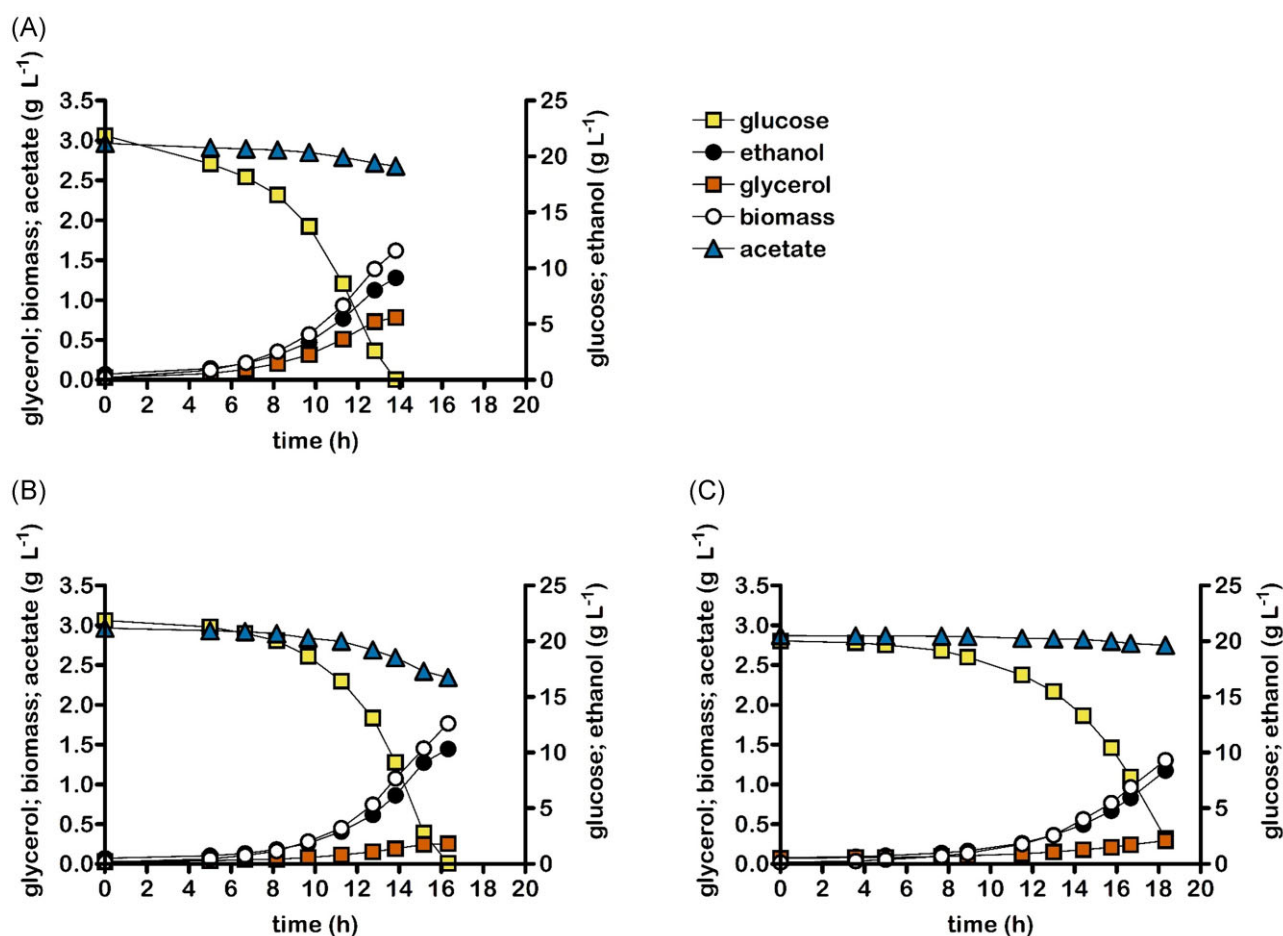 (A)
glycerol; biomass; acetate (g L⁻¹)
3.5
3.0
2.5
2.0
1.5
1.0
0.5
0.0
25
20
15
10
5
0
glucose; ethanol (g L⁻¹)
0 2 4 6 8 10 12 14 16 18 20
time (h)
glucose
ethanol
glycerol
biomass
acetate
(B)
glycerol; biomass; acetate (g L⁻¹)
3.5
3.0
2.5
2.0
1.5
1.0
0.5
0.0
25
20
15
10
5
0
glucose; ethanol (g L⁻¹)
0 2 4 6 8 10 12 14 16 18 20
time (h)
(C)
glycerol; biomass; acetate (g L⁻¹)
3.5
3.0
2.5
2.0
1.5
1.0
0.5
0.0
25
20
15
10
5
0
glucose; ethanol (g L⁻¹)
0 2 4 6 8 10 12 14 16 18 20
time (h)